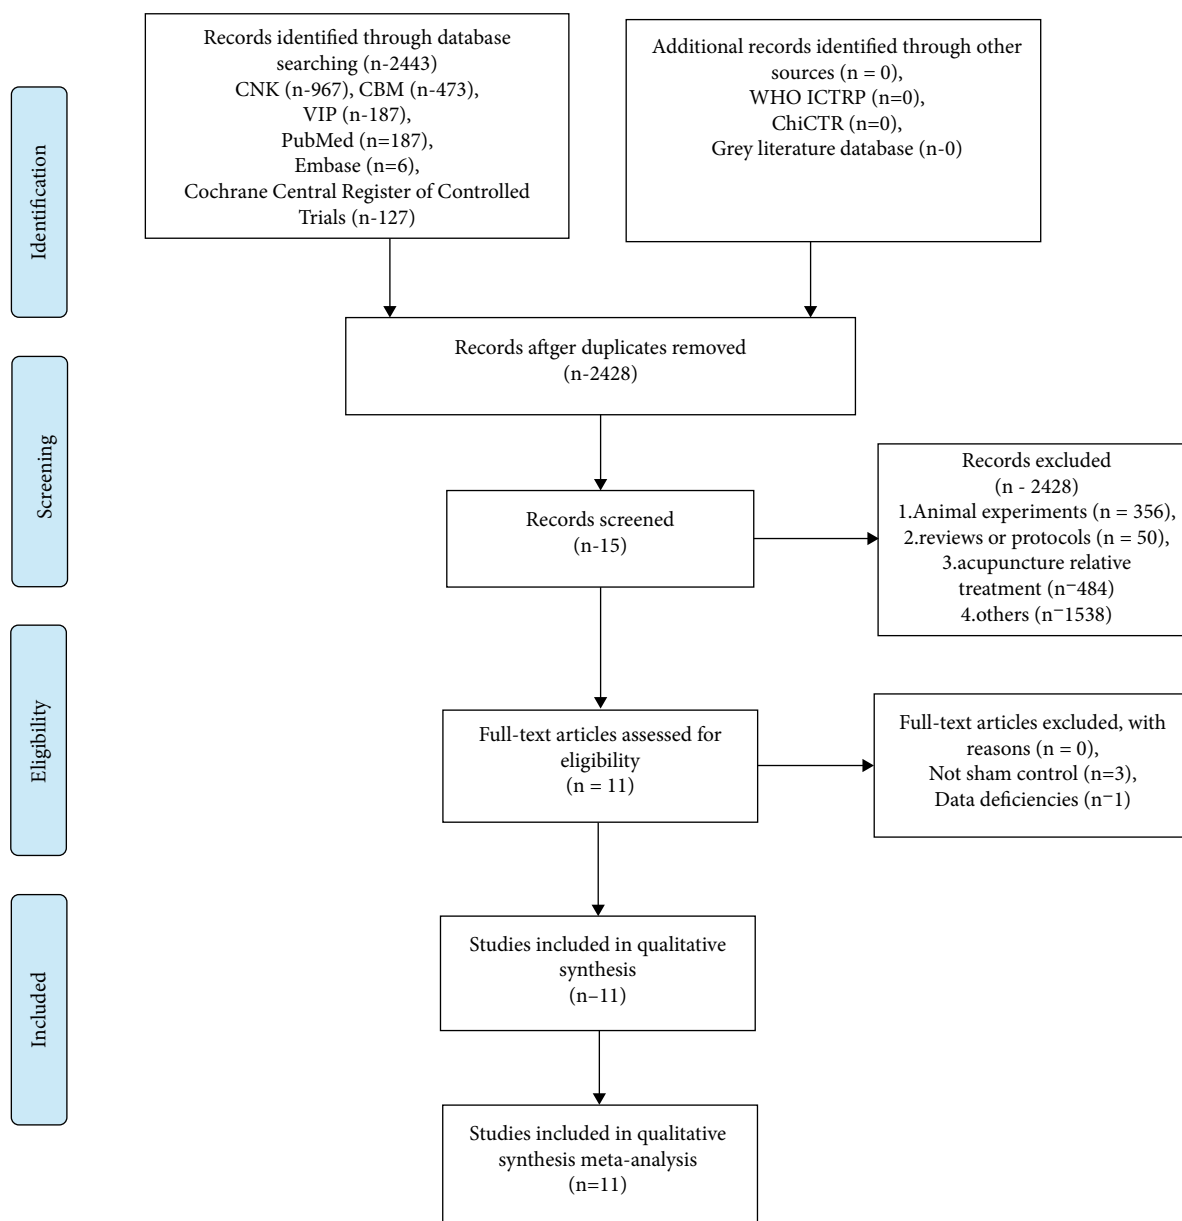 Records identified through database
searching (n-2443)
CNK (n-967), CBM (n-473),
VIP (n-187),
PubMed (n=187),
Embase (n=6),
Cochrane Central Register of Controlled
Trials (n-127)
Additional records identified through other
sources (n = 0),
WHO ICTRP (n=0),
ChiCTR (n=0),
Grey literature database (n-0)
Identification
Records aftger duplicates removed
(n-2428)
Screening
Records screened
(n-15)
Records excluded
(n - 2428)
1.Animal experiments (n = 356),
2.reviews or protocols (n = 50),
3.acupuncture relative
treatment (n⁻484)
4.others (n⁻1538)
Eligibility
Full-text articles assessed for
eligibility
(n = 11)
Full-text articles excluded, with
reasons (n = 0),
Not sham control (n=3),
Data deficiencies (n⁻1)
Included
Studies included in qualitative
synthesis
(n–11)
Studies included in qualitative
synthesis meta-analysis
(n=11)